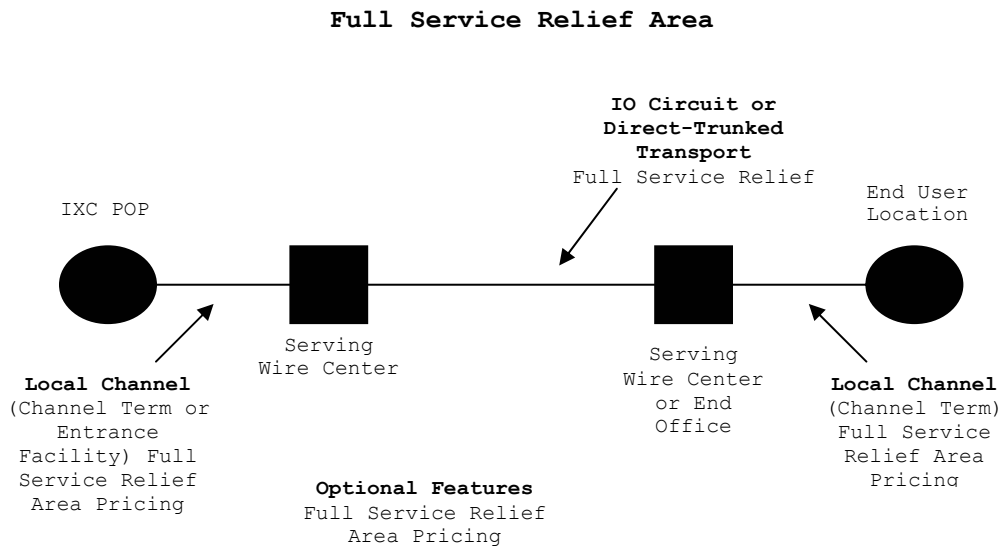 Full Service Relief Area
IO Circuit or
Direct-Trunked
Transport
Full Service Relief
IXC POP
End User
Location
Serving
Wire Center
Serving
Wire Center
or End
Office
Local Channel
(Channel Term or
Entrance
Facility) Full
Service Relief
Area Pricing
Local Channel
(Channel Term)
Full Service
Relief Area
Pricing
Optional Features
Full Service Relief
Area Pricing